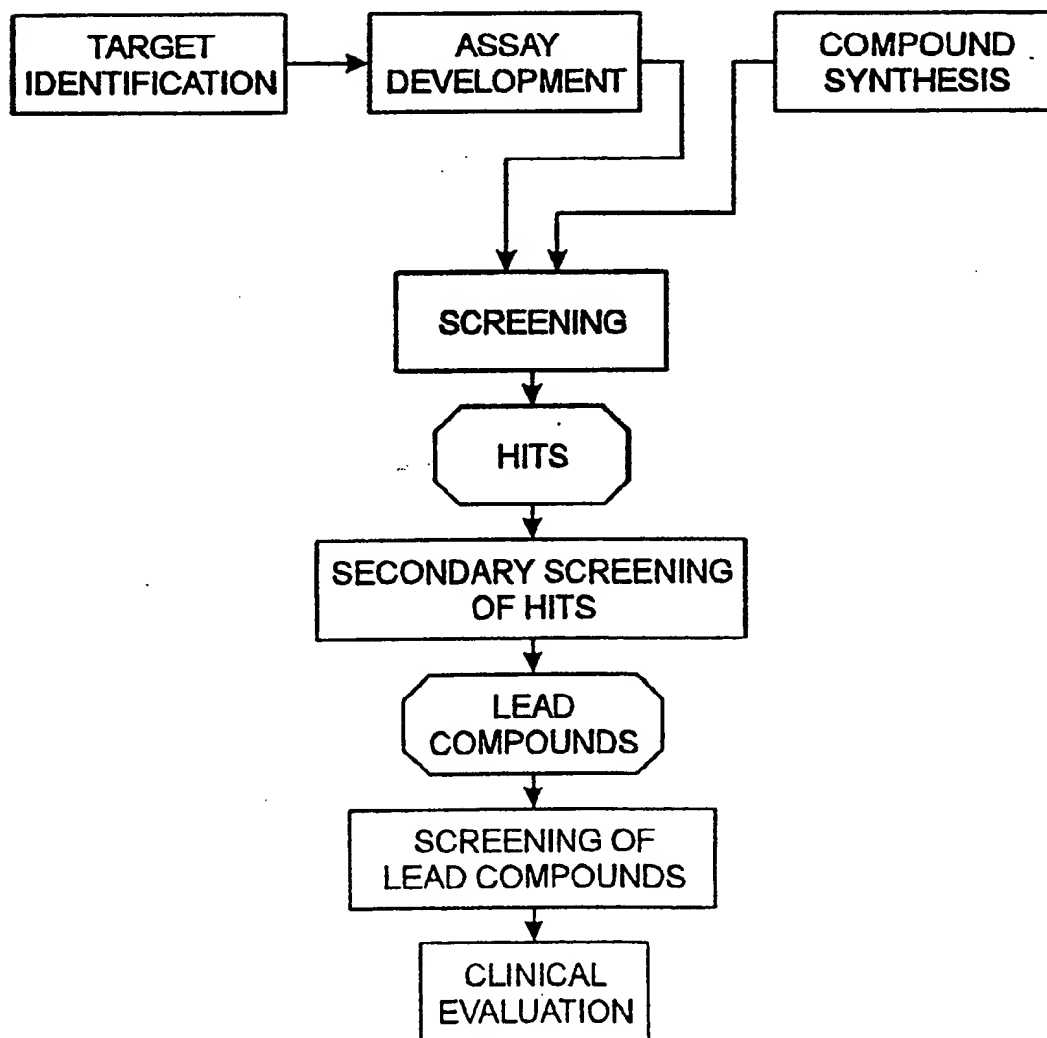 TARGET
IDENTIFICATION
ASSAY
DEVELOPMENT
COMPOUND
SYNTHESIS
SCREENING
HITS
SECONDARY SCREENING
OF HITS
LEAD
COMPOUNDS
SCREENING OF
LEAD COMPOUNDS
CLINICAL
EVALUATION